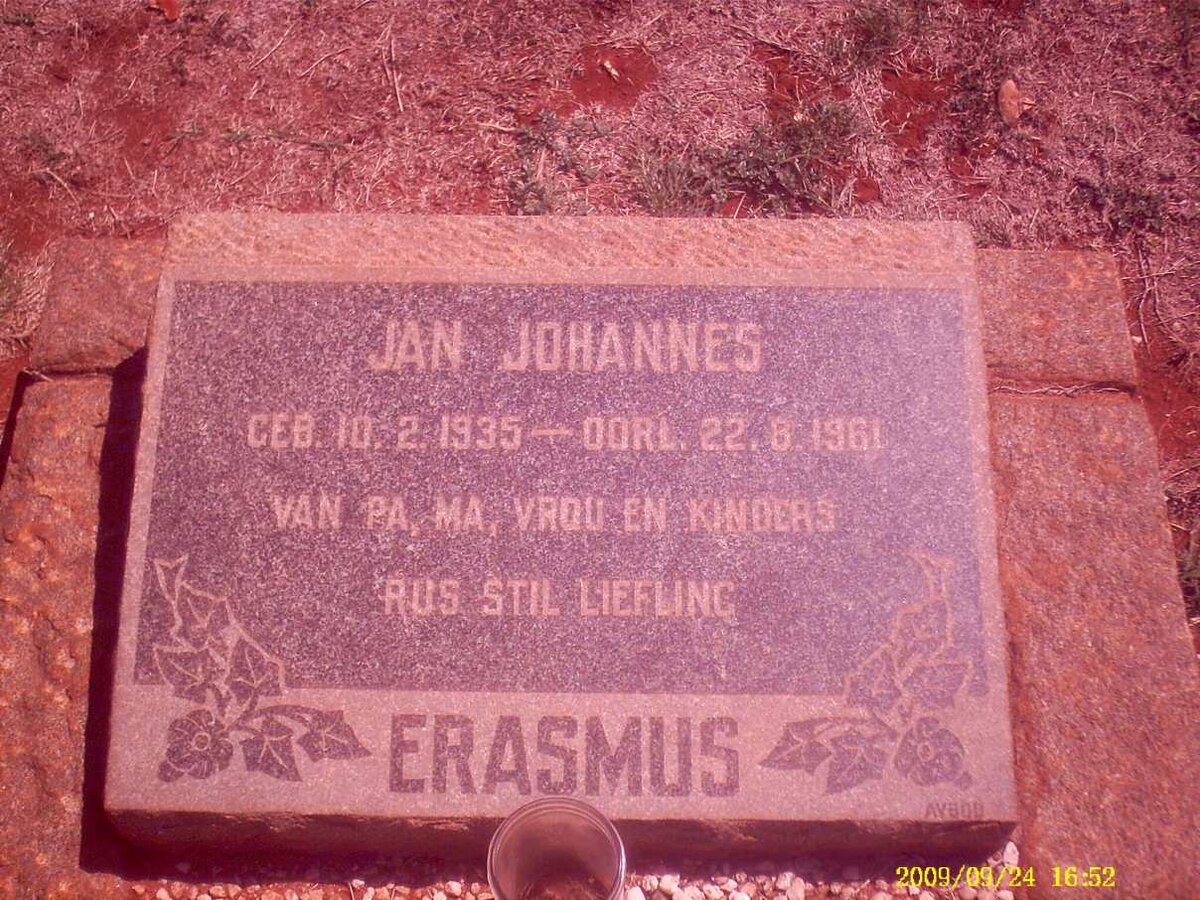 JAN JOHANNES
GEB. 10. 2. 1935 — OORL. 22. 8. 1961
VAN PA, MA, VROU EN KINDERS
RUS STIL LIEFLING
ERASMUS
2009/09/24 16:52